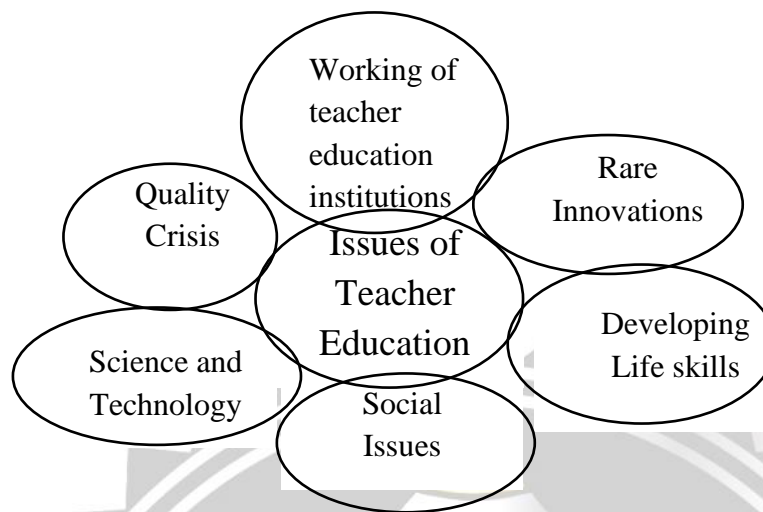 Working of
teacher
education
institutions
Quality
Crisis
Rare
Innovations
Issues of
Teacher
Education
Science and
Technology
Developing
Life skills
Social
Issues